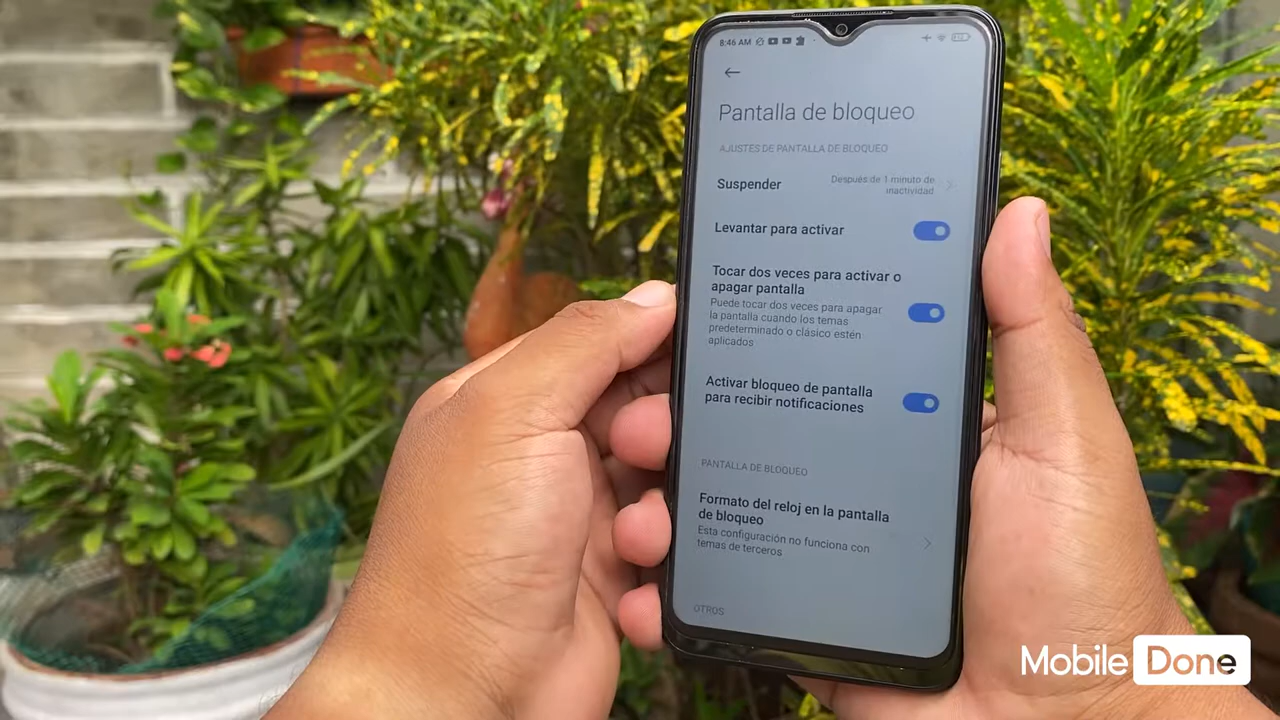 8:46 AM
Pantalla de bloqueo
AJUSTES DE PANTALLA DE BLOQUEO
Suspender
Después de 1 minuto de
inactividad
Levantar para activar
Tocar dos veces para activar o
apagar pantalla
Puede tocar dos veces para apagar
la pantalla cuando los temas
predeterminado o clásico estén
aplicados
Activar bloqueo de pantalla
para recibir notificaciones
PANTALLA DE BLOQUEO
Formato del reloj en la pantalla
de bloqueo
Esta configuración no funciona con
temas de terceros
OTROS
Mobile Done